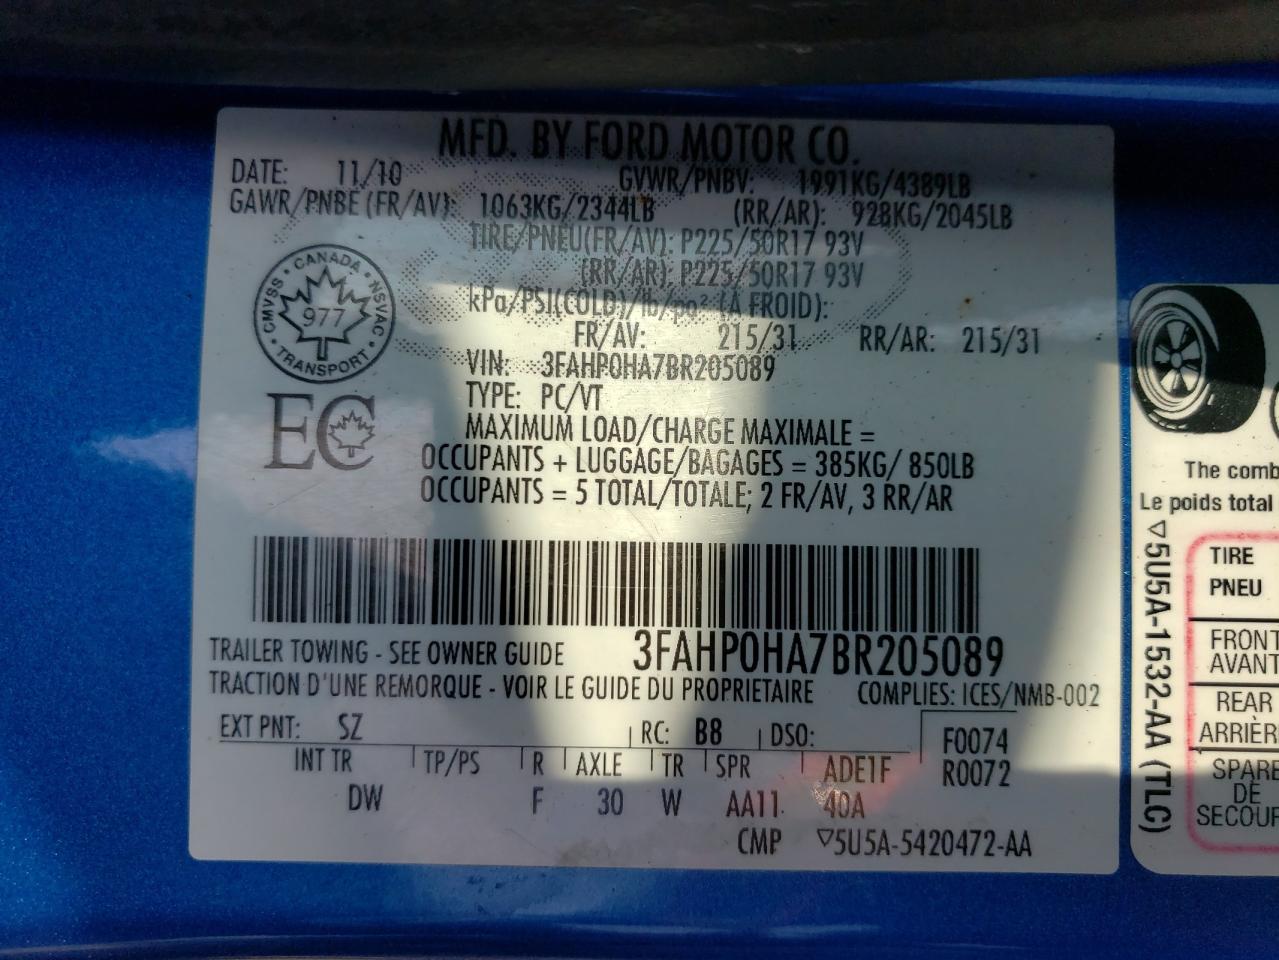 MFD. BY FORD MOTOR CO.
DATE: 11/10 GVWR/PNBV: 1991KG/4389LB
GAWR/PNBE (FR/AV): 1063KG/2344LB (RR/AR): 928KG/2045LB
TIRE/PNEU(FR/AV): P225/50R17 93V
(RR/AR): P225/50R17 93V
kPa/PSI(COLD)/lb/po² (A FROID):
FR/AV: 215/31 RR/AR: 215/31
VIN: 3FAHP0HA7BR205089
TYPE: PC/VT
MAXIMUM LOAD/CHARGE MAXIMALE =
OCCUPANTS + LUGGAGE/BAGAGES = 385KG/ 850LB
OCCUPANTS = 5 TOTAL/TOTALE; 2 FR/AV, 3 RR/AR
CANADA
CMVSS · NSVAC
977
TRANSPORT
EC
3FAHP0HA7BR205089
TRAILER TOWING - SEE OWNER GUIDE
TRACTION D'UNE REMORQUE - VOIR LE GUIDE DU PROPRIETAIRE COMPLIES: ICES/NMB-002
EXT PNT: SZ RC: B8 DSO: F0074
INT TR TP/PS R AXLE TR SPR ADE1F R0072
DW F 30 W AA11 40A
CMP ▽5U5A-5420472-AA
The comb
Le poids total
▽5U5A-1532-AA (TLC)
TIRE
PNEU
FRONT
AVANT
REAR
ARRIÈR
SPARE
DE
SECOUR